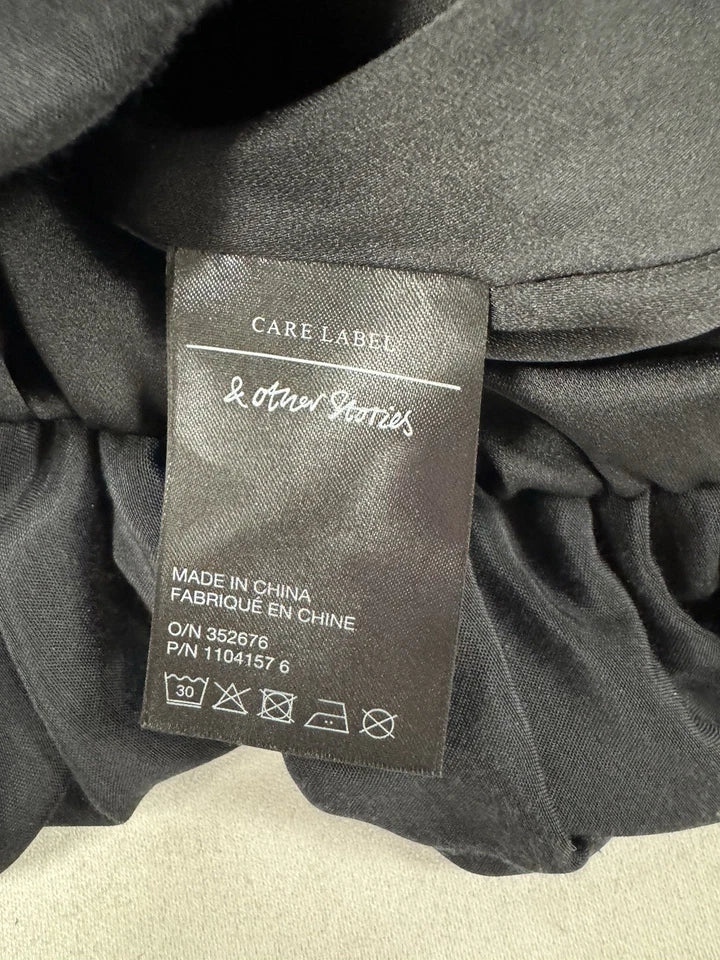 CARE LABEL
& other Stories
MADE IN CHINA
FABRIQUÉ EN CHINE
O/N 352676
P/N 1104157 6
30